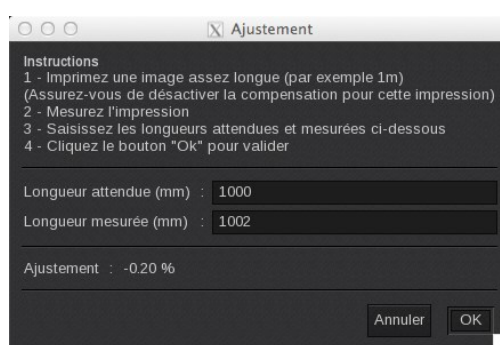 Ajustement
Instructions
1 - Imprimez une image assez longue (par exemple 1m)
(Assurez-vous de désactiver la compensation pour cette impression)
2 - Mesurez l'impression
3 - Saisissez les longueurs attendues et mesurées ci-dessous
4 - Cliquez le bouton "Ok" pour valider
Longueur attendue (mm) : 1000
Longueur mesurée (mm) : 1002
Ajustement : -0.20 %
Annuler OK